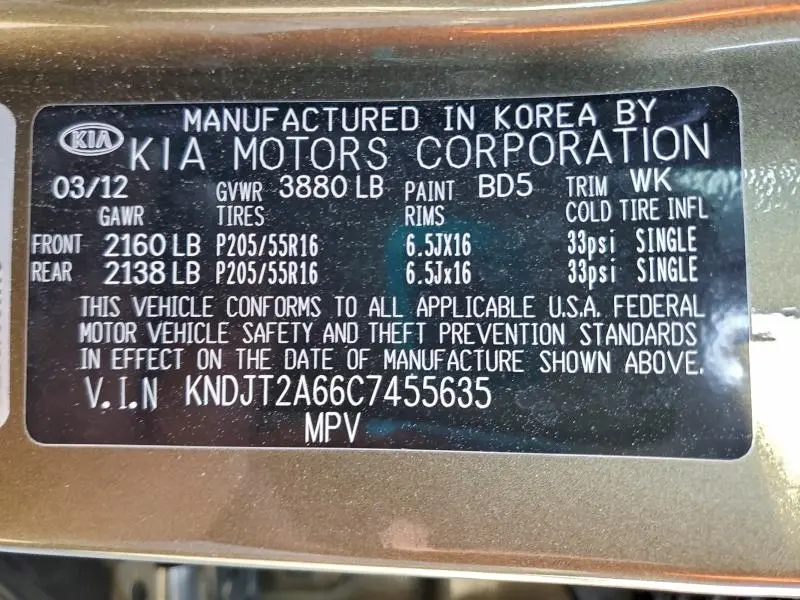 MANUFACTURED IN KOREA BY
KIA KIA MOTORS CORPORATION
03/12 GVWR 3880 LB PAINT BD5 TRIM WK
GAWR TIRES RIMS COLD TIRE INFL
FRONT 2160 LB P205/55R16 6.5JX16 33psi SINGLE
REAR 2138 LB P205/55R16 6.5Jx16 33psi SINGLE
THIS VEHICLE CONFORMS TO ALL APPLICABLE U.S.A. FEDERAL
MOTOR VEHICLE SAFETY AND THEFT PREVENTION STANDARDS
IN EFFECT ON THE DATE OF MANUFACTURE SHOWN ABOVE.
V.I.N KNDJT2A66C7455635
MPV